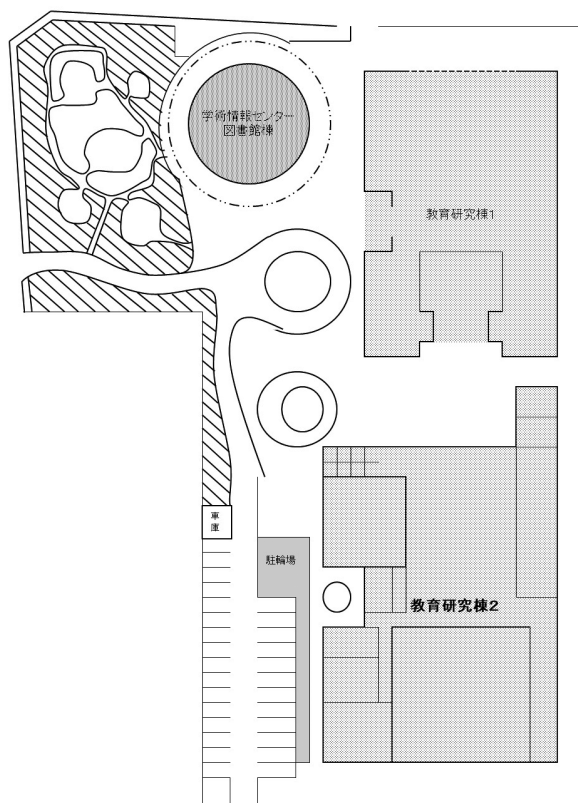 学術情報センター
図書館棟
教育研究棟1
車
庫
駐輪場
教育研究棟2